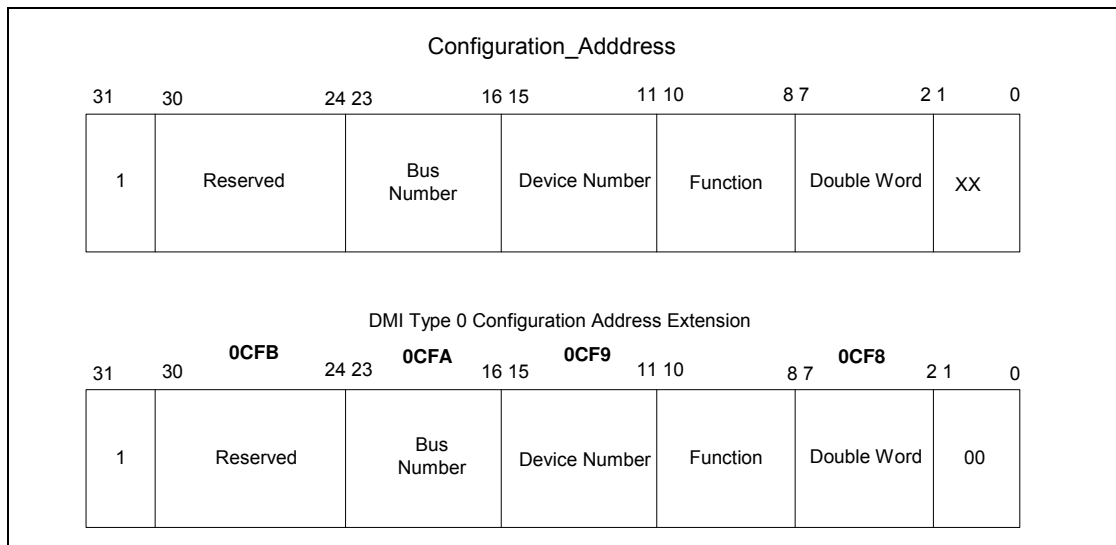 Configuration_Adddress
31 30 24 23 16 15 11 10 8 7 2 1 0
1 Reserved Bus Number Device Number Function Double Word XX
DMI Type 0 Configuration Address Extension
0CFB 0CFA 0CF9 0CF8
31 30 24 23 16 15 11 10 8 7 2 1 0
1 Reserved Bus Number Device Number Function Double Word 00